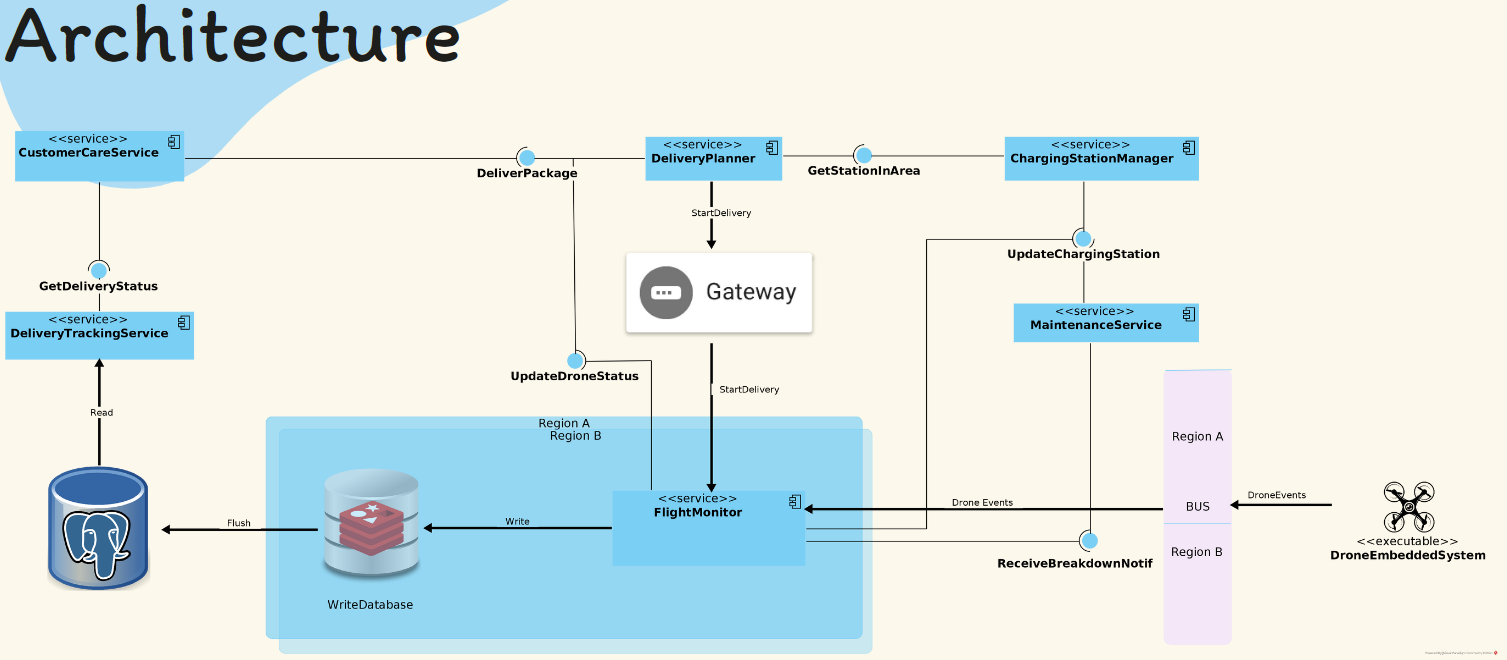 Architecture
<<service>>
CustomerCareService
<<service>>
DeliveryPlanner
<<service>>
ChargingStationManager
DeliverPackage
GetStationInArea
StartDelivery
UpdateChargingStation
Gateway
GetDeliveryStatus
<<service>>
DeliveryTrackingService
<<service>>
MaintenanceService
UpdateDroneStatus
StartDelivery
Read
Region A
Region B
Region A
<<service>>
FlightMonitor
Drone Events
BUS
DroneEvents
Flush
Write
<<executable>>
DroneEmbeddedSystem
Region B
ReceiveBreakdownNotif
WriteDatabase